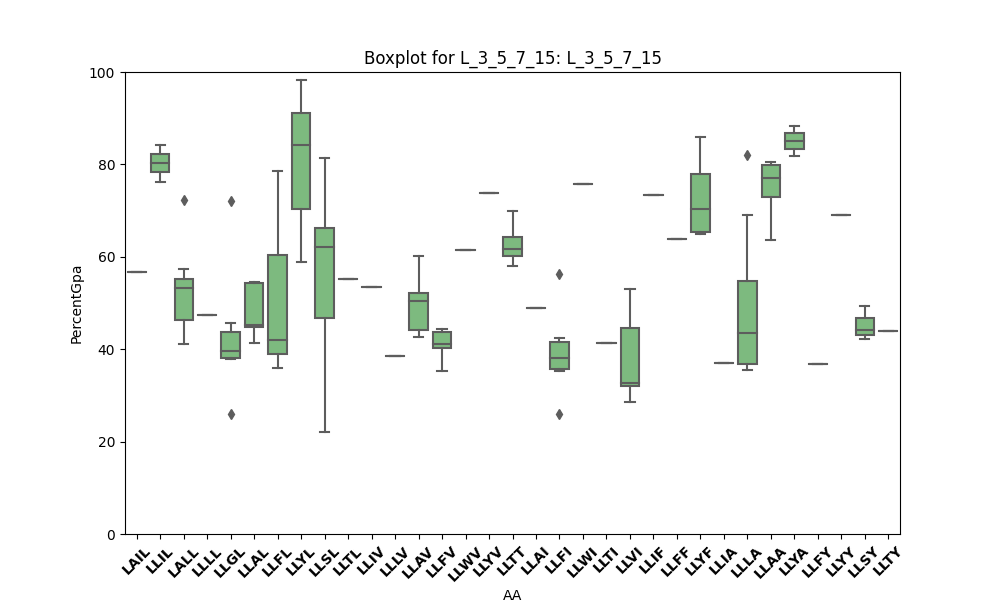 Boxplot for L_3_5_7_15: L_3_5_7_15
100
80
60
40
20
0
PercentGpa
LAIL LLIL LALL LLLL LLGL LLAL LLFL LLYL LLSL LLTL LLIV LLLV LLAV LLFV LLWV LLYV LLTT LLAI LLFI LLWI LLTI LLVI LLIF LLFF LLYF LLIA LLLA LLAA LLYA LLFY LLYY LLSY LLTY
AA